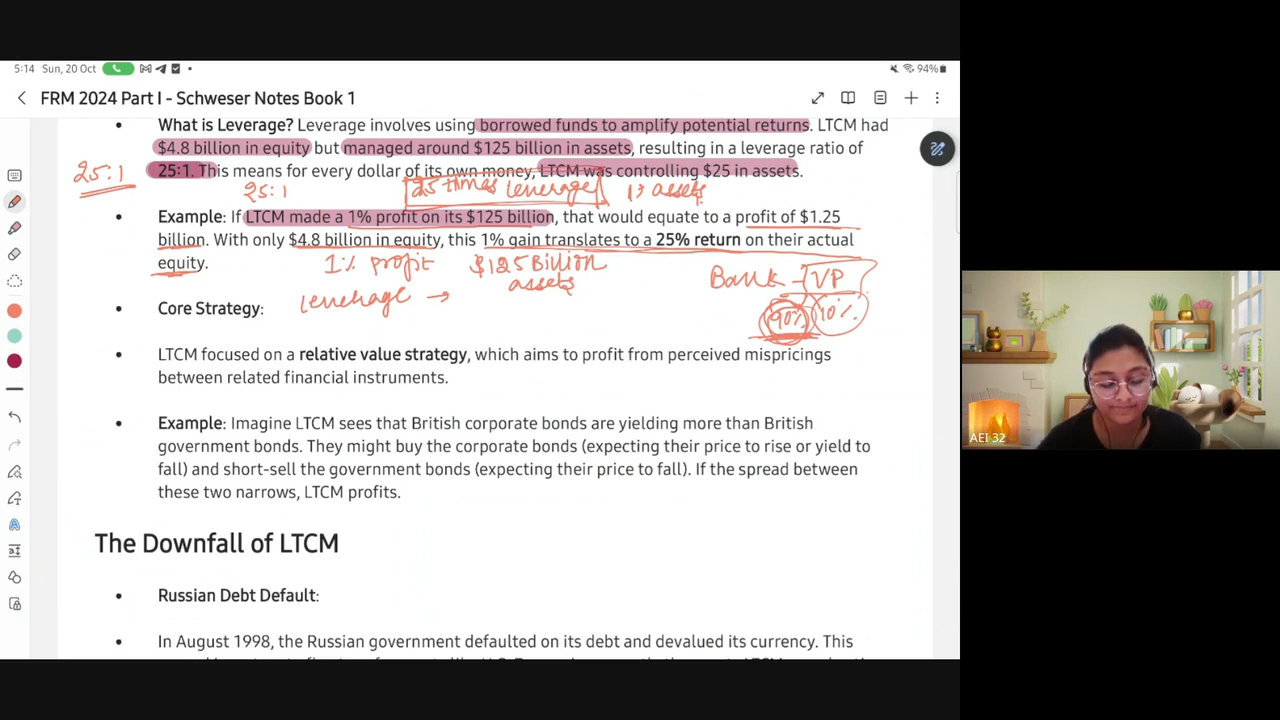 5:14 Sun, 20 Oct
94%
FRM 2024 Part I - Schweser Notes Book 1
• What is Leverage? Leverage involves using borrowed funds to amplify potential returns. LTCM had
$4.8 billion in equity but managed around $125 billion in assets, resulting in a leverage ratio of
25:1. This means for every dollar of its own money, LTCM was controlling $25 in assets.
25:1
25:1
25 times leverage
assets
• Example: If LTCM made a 1% profit on its $125 billion, that would equate to a profit of $1.25
billion. With only $4.8 billion in equity, this 1% gain translates to a 25% return on their actual
equity.
1% profit
$125 Billion
assets
leverage →
Bank - VP
90% 10%
• Core Strategy:
• LTCM focused on a relative value strategy, which aims to profit from perceived mispricings
between related financial instruments.
• Example: Imagine LTCM sees that British corporate bonds are yielding more than British
government bonds. They might buy the corporate bonds (expecting their price to rise or yield to
fall) and short-sell the government bonds (expecting their price to fall). If the spread between
these two narrows, LTCM profits.
The Downfall of LTCM
• Russian Debt Default:
• In August 1998, the Russian government defaulted on its debt and devalued its currency. This
AEI 32